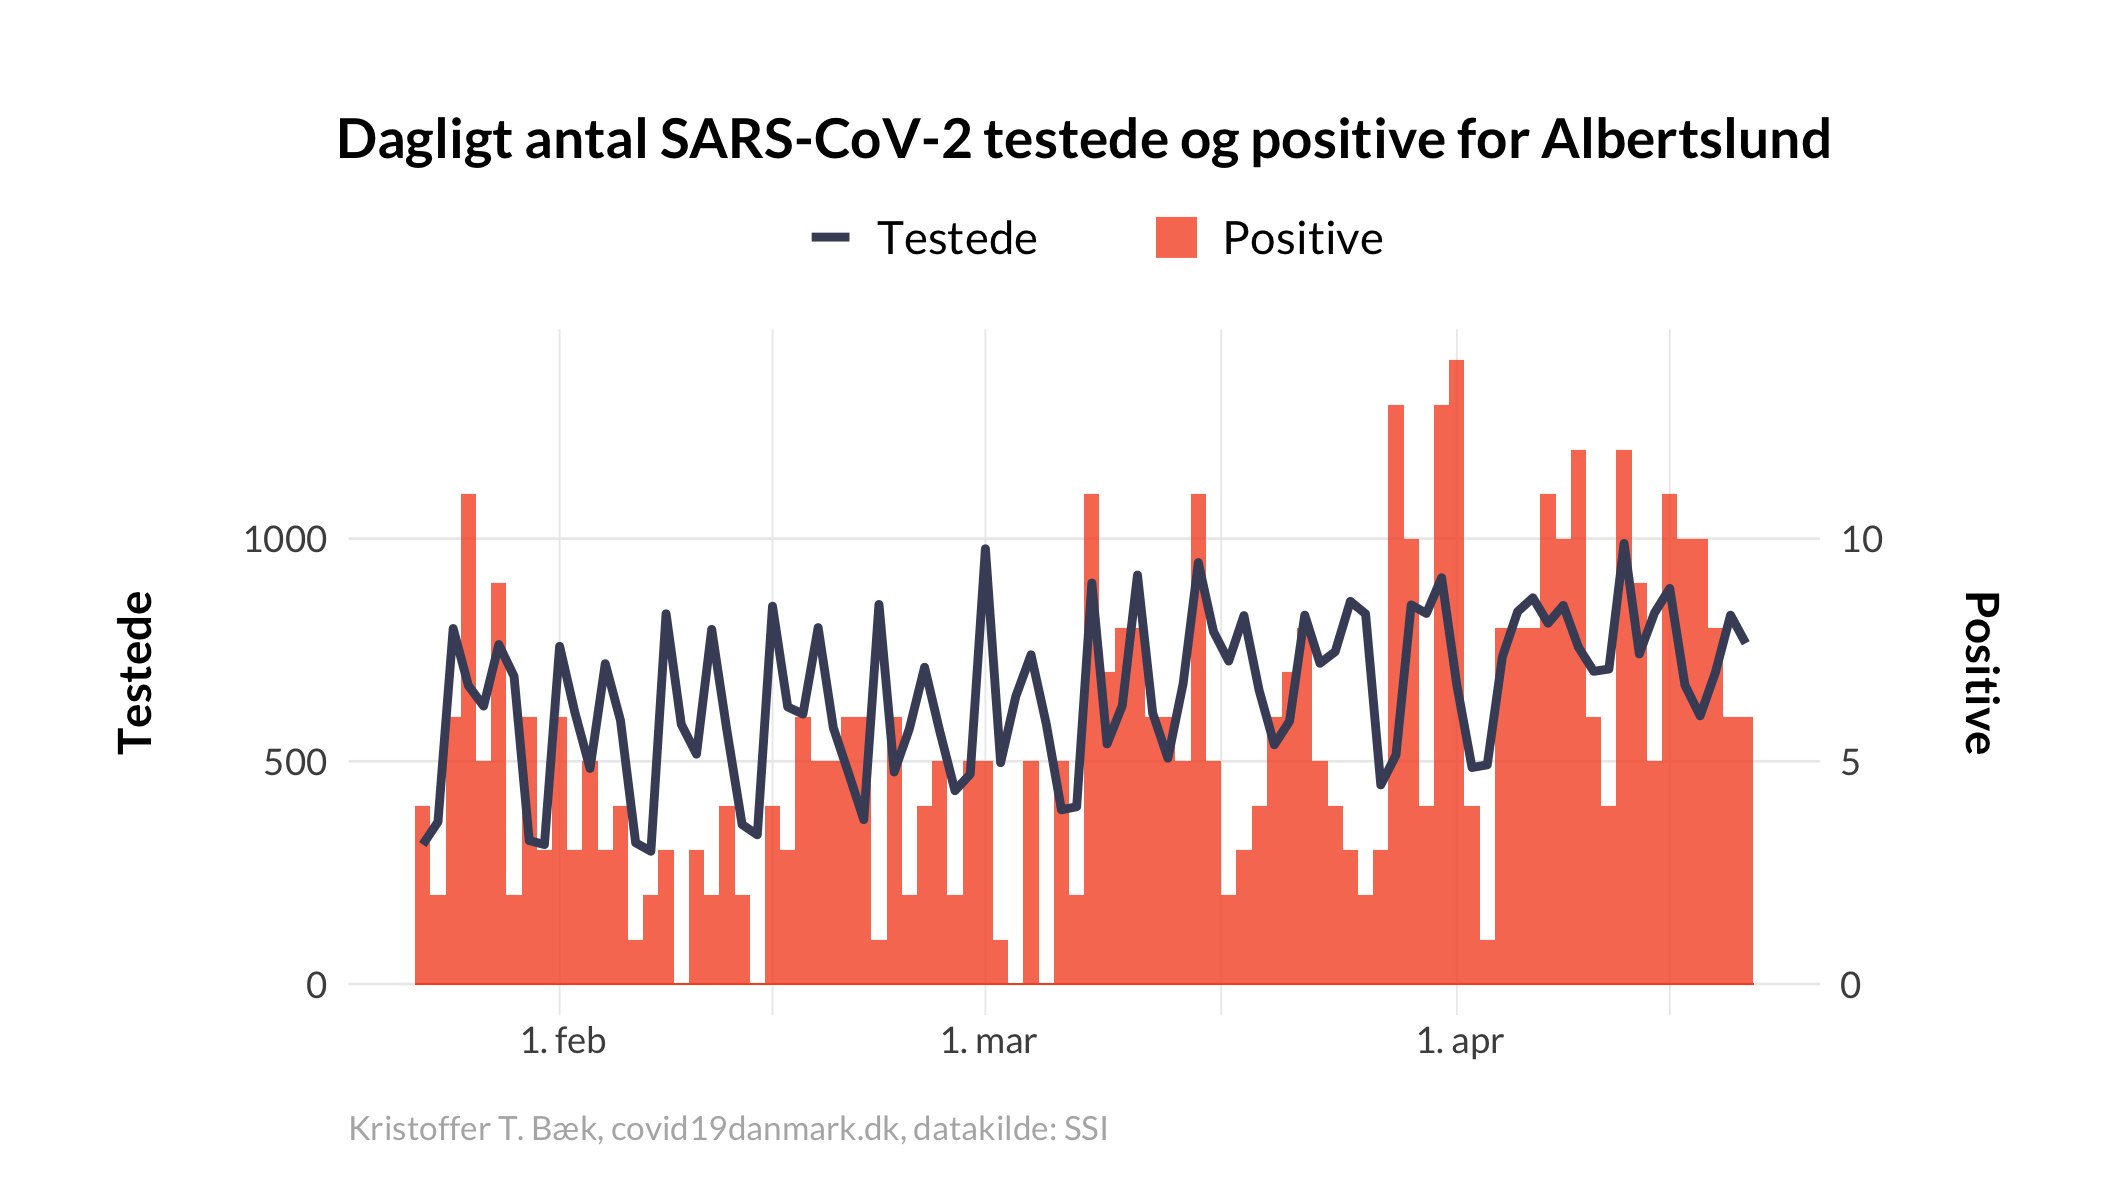 Dagligt antal SARS-CoV-2 testede og positive for Albertslund
Testede
Positive
1000
500
0
Testede
10
5
0
Positive
1. feb
1. mar
1. apr
Kristoffer T. Bæk, covid19danmark.dk, datakilde: SSI